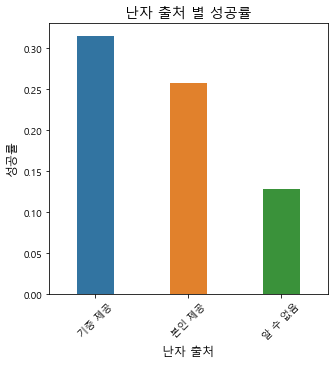 난자 출처 별 성공률
성공률
0.30
0.25
0.20
0.15
0.10
0.05
0.00
기증 제공
본인 제공
알 수 없음
난자 출처